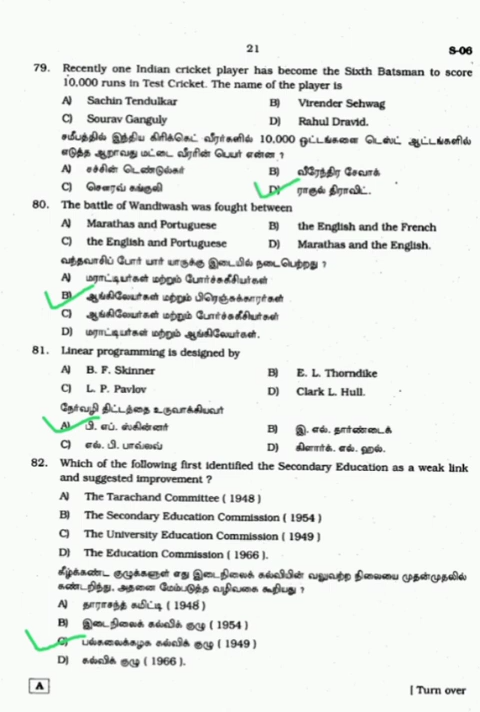 21
S-06
79. Recently one Indian cricket player has become the Sixth Batsman to score
10,000 runs in Test Cricket. The name of the player is
A) Sachin Tendulkar B) Virender Sehwag
C) Sourav Ganguly D) Rahul Dravid.
சமீபத்தில் இந்திய கிரிக்கெட் வீரர்களில் 10,000 ஓட்டங்களை டெஸ்ட் ஆட்டங்களில்
எடுத்த ஆறாவது மட்டை வீரரின் பெயர் என்ன ?
A) சச்சின் டெண்டுல்கர் B) வீரேந்திர சேவாக்
C) சௌரவ் கங்குலி D) ராகுல் திராவிட்.
80. The battle of Wandiwash was fought between
A) Marathas and Portuguese B) the English and the French
C) the English and Portuguese D) Marathas and the English.
வந்தவாசிப் போர் யார் யாருக்கு இடையில் நடைபெற்றது ?
A) மராட்டியர்கள் மற்றும் போர்ச்சுகீசியர்கள்
B) ஆங்கிலேயர்கள் மற்றும் பிரெஞ்சுக்காரர்கள்
C) ஆங்கிலேயர்கள் மற்றும் போர்ச்சுகீசியர்கள்
D) மராட்டியர்கள் மற்றும் ஆங்கிலேயர்கள்.
81. Linear programming is designed by
A) B. F. Skinner B) E. L. Thorndike
C) L. P. Pavlov D) Clark L. Hull.
நேர்வழி திட்டத்தை உருவாக்கியவர்
A) பி. எப். ஸ்கின்னர் B) இ. எல். தார்ண்டைக்
C) எல். பி. பாவ்லவ் D) கிளார்க். எல். ஹல்.
82. Which of the following first identified the Secondary Education as a weak link
and suggested improvement ?
A) The Tarachand Committee ( 1948 )
B) The Secondary Education Commission ( 1954 )
C) The University Education Commission ( 1949 )
D) The Education Commission ( 1966 ).
கீழ்க்கண்ட குழுக்களுள் எது இடைநிலைக் கல்வியின் வலுவற்ற நிலையை முதன்முதலில்
கண்டறிந்து, அதனை மேம்படுத்த வழிவகை கூறியது ?
A) தாராசந்த் கமிட்டி ( 1948 )
B) இடைநிலைக் கல்விக் குழு ( 1954 )
C) பல்கலைக்கழக கல்விக் குழு ( 1949 )
D) கல்விக் குழு ( 1966 ).
A
[ Turn over